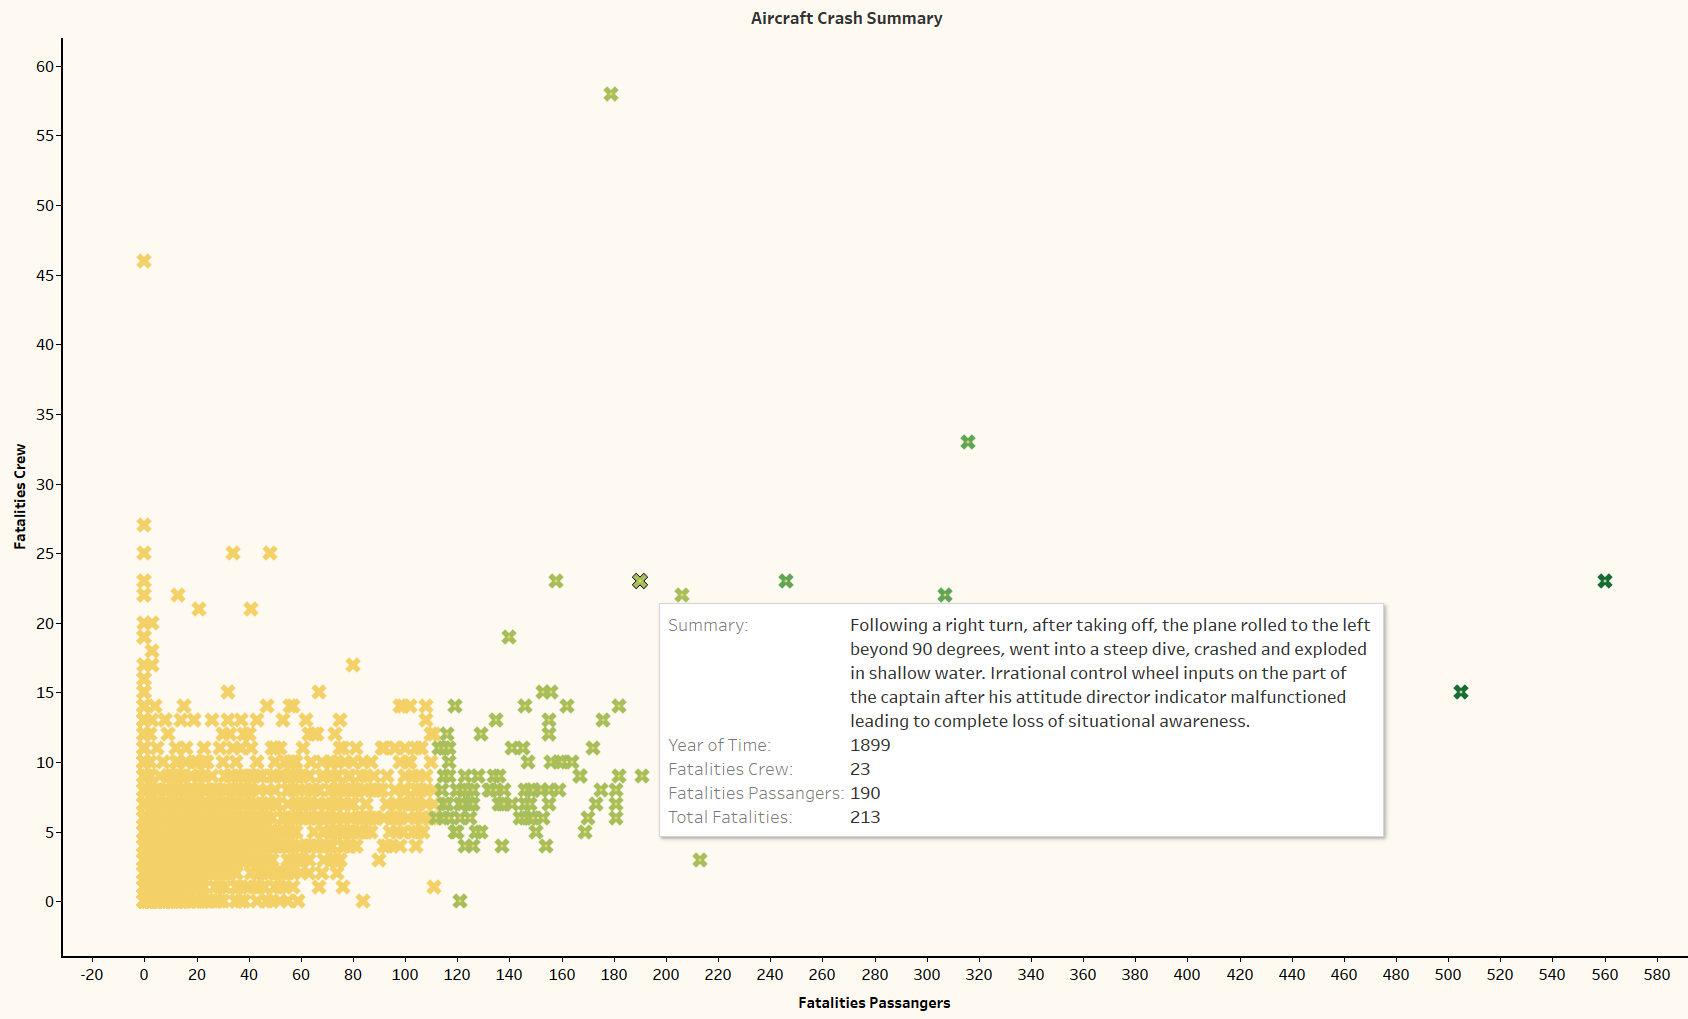 Aircraft Crash Summary
60
55
50
45
40
35
30
25
20
15
10
5
0
Fatalities Crew
Summary: Following a right turn, after taking off, the plane rolled to the left
beyond 90 degrees, went into a steep dive, crashed and exploded
in shallow water. Irrational control wheel inputs on the part of
the captain after his attitude director indicator malfunctioned
leading to complete loss of situational awareness.
Year of Time: 1899
Fatalities Crew: 23
Fatalities Passangers: 190
Total Fatalities: 213
-20 0 20 40 60 80 100 120 140 160 180 200 220 240 260 280 300 320 340 360 380 400 420 440 460 480 500 520 540 560 580
Fatalities Passangers